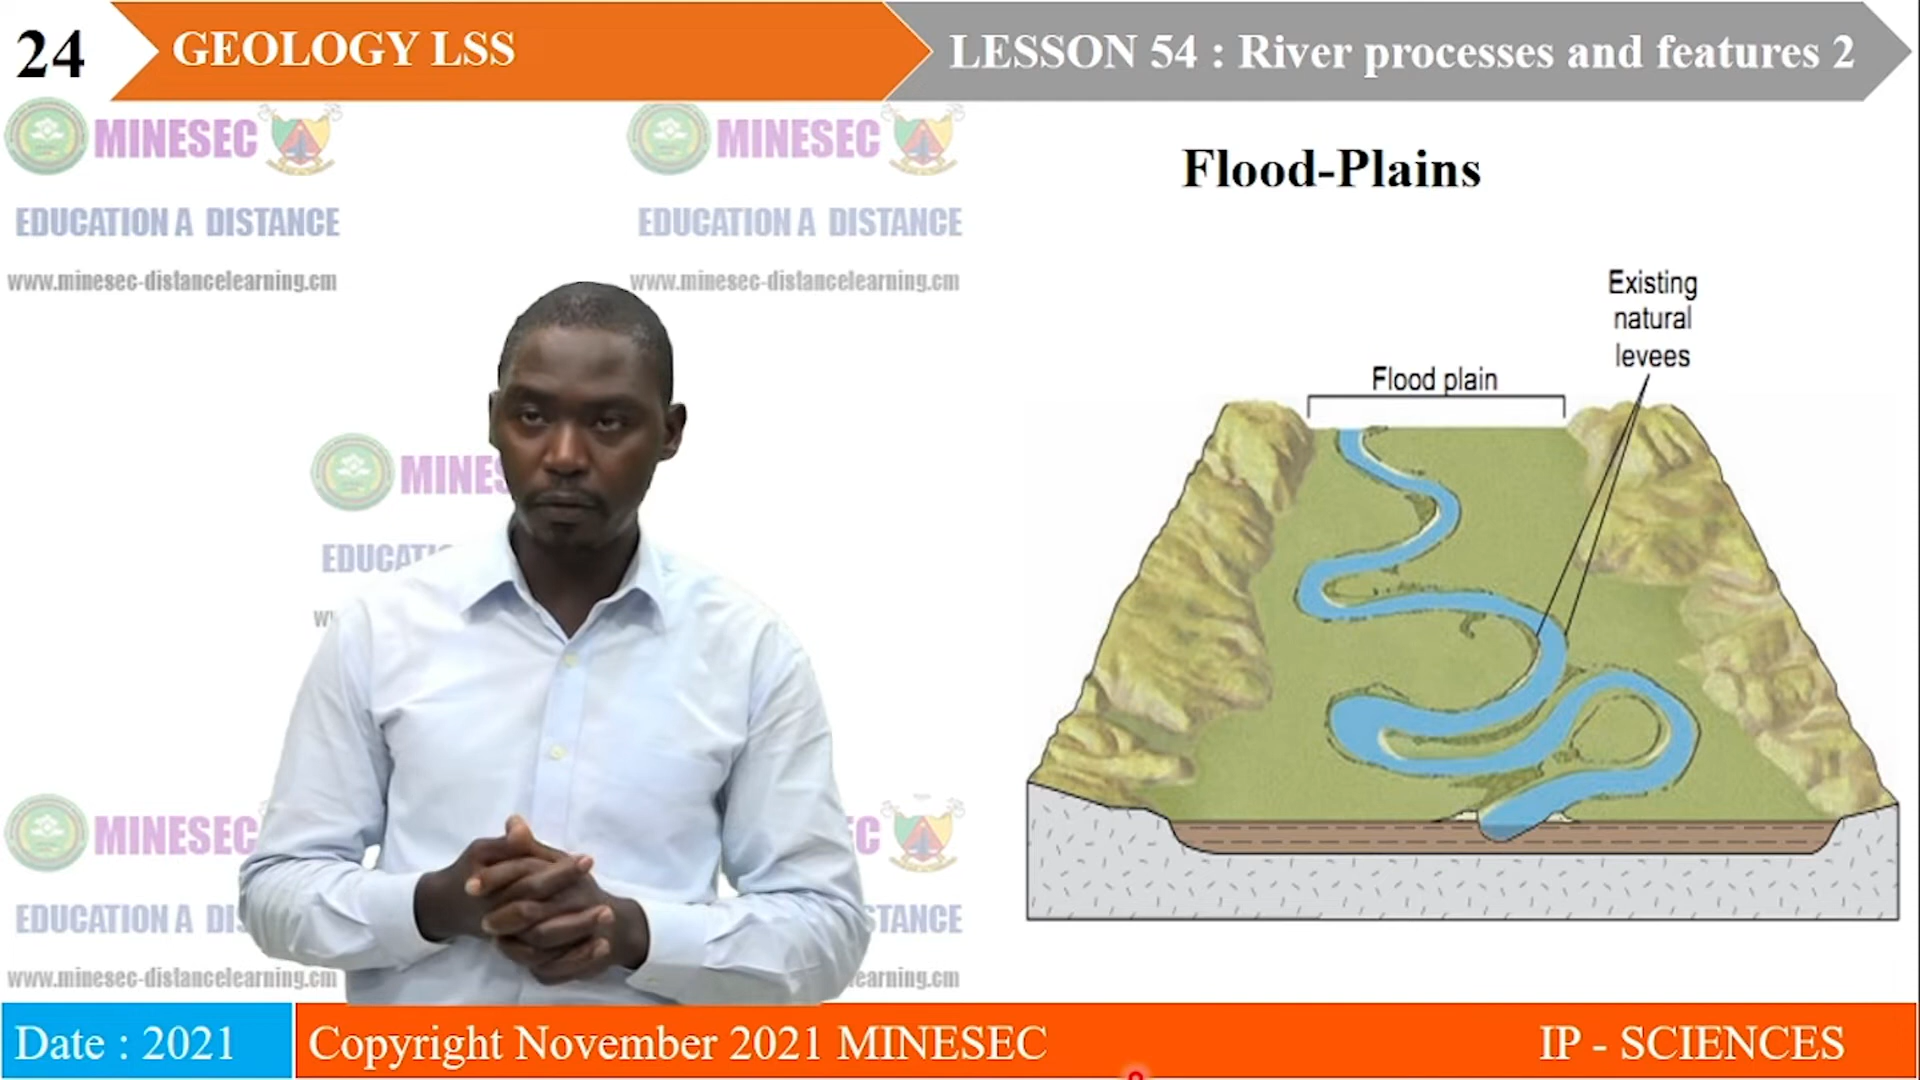 24
GEOLOGY LSS
LESSON 54 : River processes and features 2
MINESEC
EDUCATION A DISTANCE
www.minesec-distancelearning.cm
MINESEC
EDUCATION A DISTANCE
www.minesec-distancelearning.cm
Flood-Plains
Existing
natural
levees
Flood plain
MINES
EDUCATI
w
MINESEC
EDUCATION A DI
www.minesec-distancelearning.cm
EC
STANCE
earning.cm
Date : 2021
Copyright November 2021 MINESEC
IP - SCIENCES